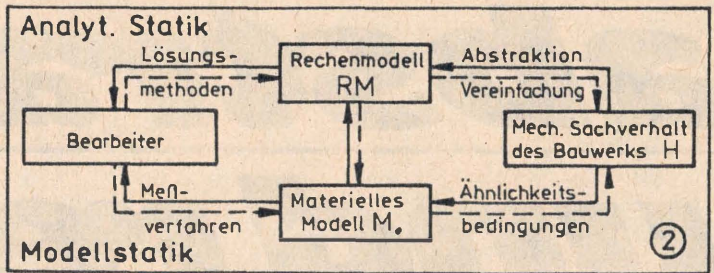 Analyt. Statik
Lösungs-
methoden
Rechenmodell
RM
Abstraktion
Vereinfachung
Bearbeiter
Mech. Sachverhalt
des Bauwerks H
Meß-
verfahren
Materielles
Modell M.
Ähnlichkeits-
bedingungen
Modellstatik
2